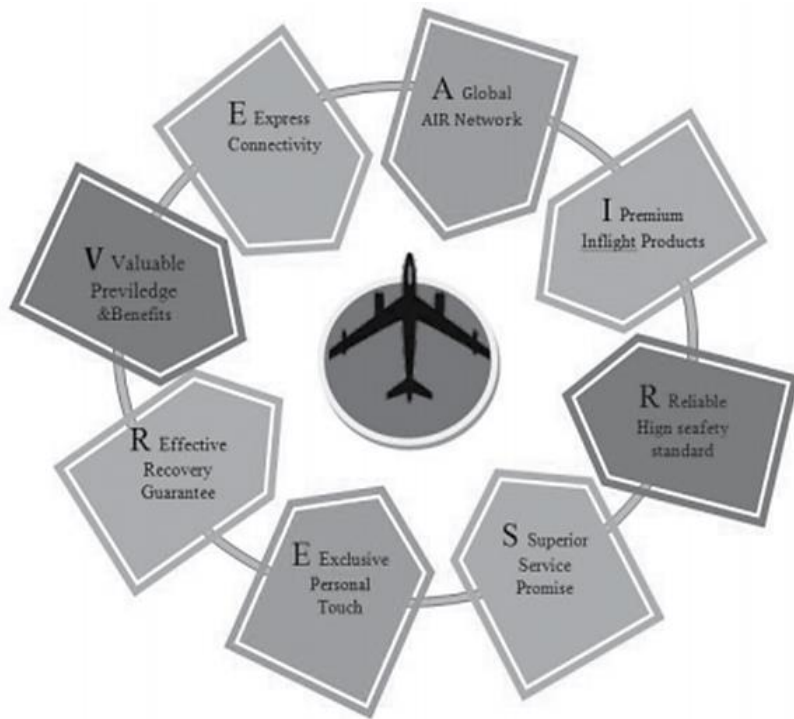 A Global
AIR Network
I Premium
Inflight Products
R Reliable
Hign seafety
standard
S Superior
Service
Promise
E Exclusive
Personal
Touch
R Effective
Recovery
Guarantee
V Valuable
Previledge
&Benefits
E Express
Connectivity